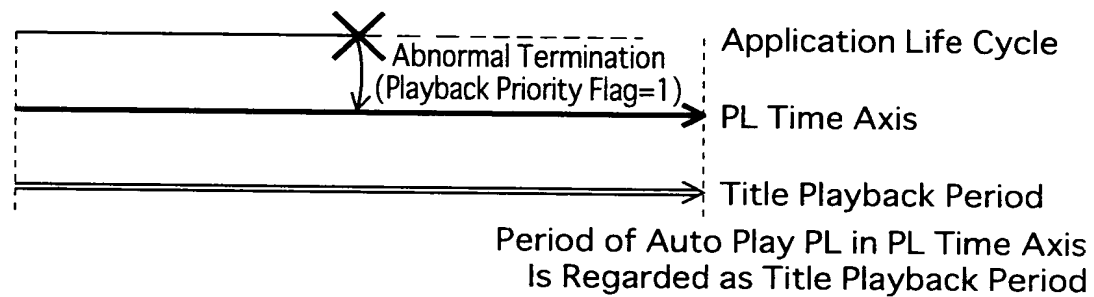 Application Life Cycle
Abnormal Termination
(Playback Priority Flag=1)
PL Time Axis
Title Playback Period
Period of Auto Play PL in PL Time Axis
Is Regarded as Title Playback Period